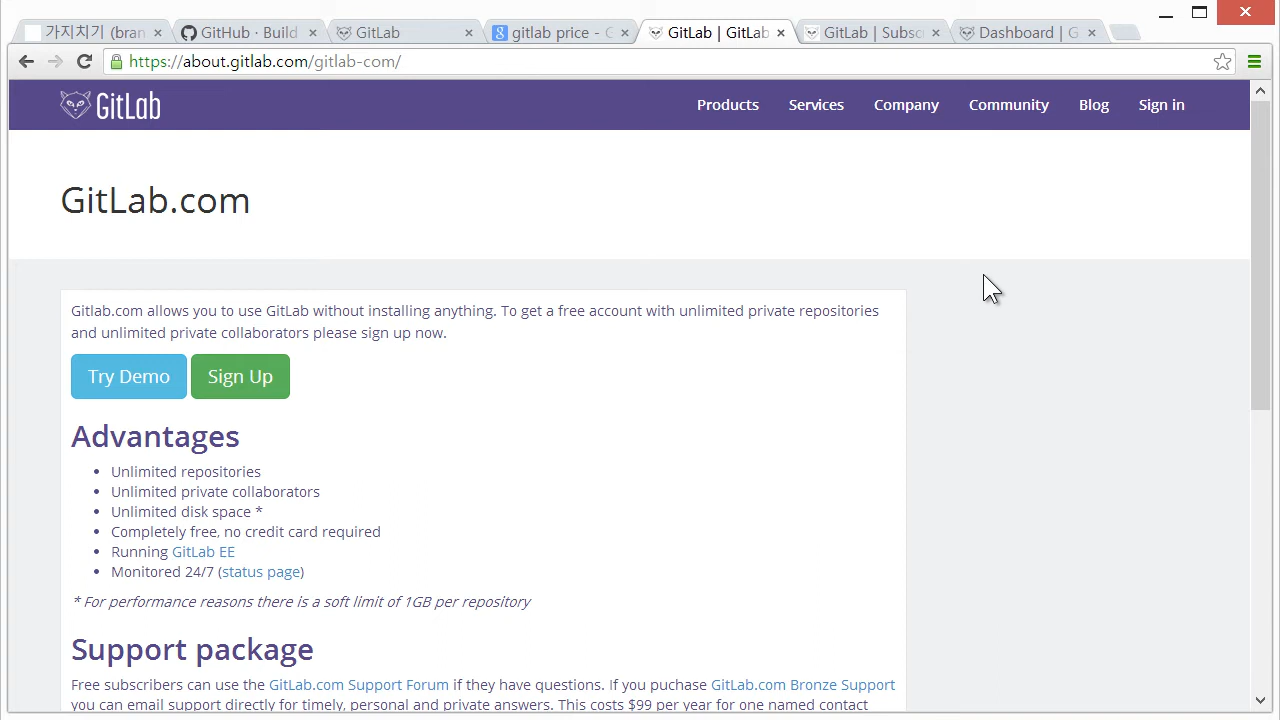 가지치기 (bran
GitHub · Build
GitLab
gitlab price - G
GitLab | GitLab
GitLab | Subsc
Dashboard | G
https://about.gitlab.com/gitlab-com/
GitLab
Products
Services
Company
Community
Blog
Sign in
GitLab.com
Gitlab.com allows you to use GitLab without installing anything. To get a free account with unlimited private repositories
and unlimited private collaborators please sign up now.
Try Demo
Sign Up
Advantages
• Unlimited repositories
• Unlimited private collaborators
• Unlimited disk space *
• Completely free, no credit card required
• Running GitLab EE
• Monitored 24/7 (status page)
* For performance reasons there is a soft limit of 1GB per repository
Support package
Free subscribers can use the GitLab.com Support Forum if they have questions. If you puchase GitLab.com Bronze Support
you can email support directly for timely, personal and private answers. This costs $99 per year for one named contact